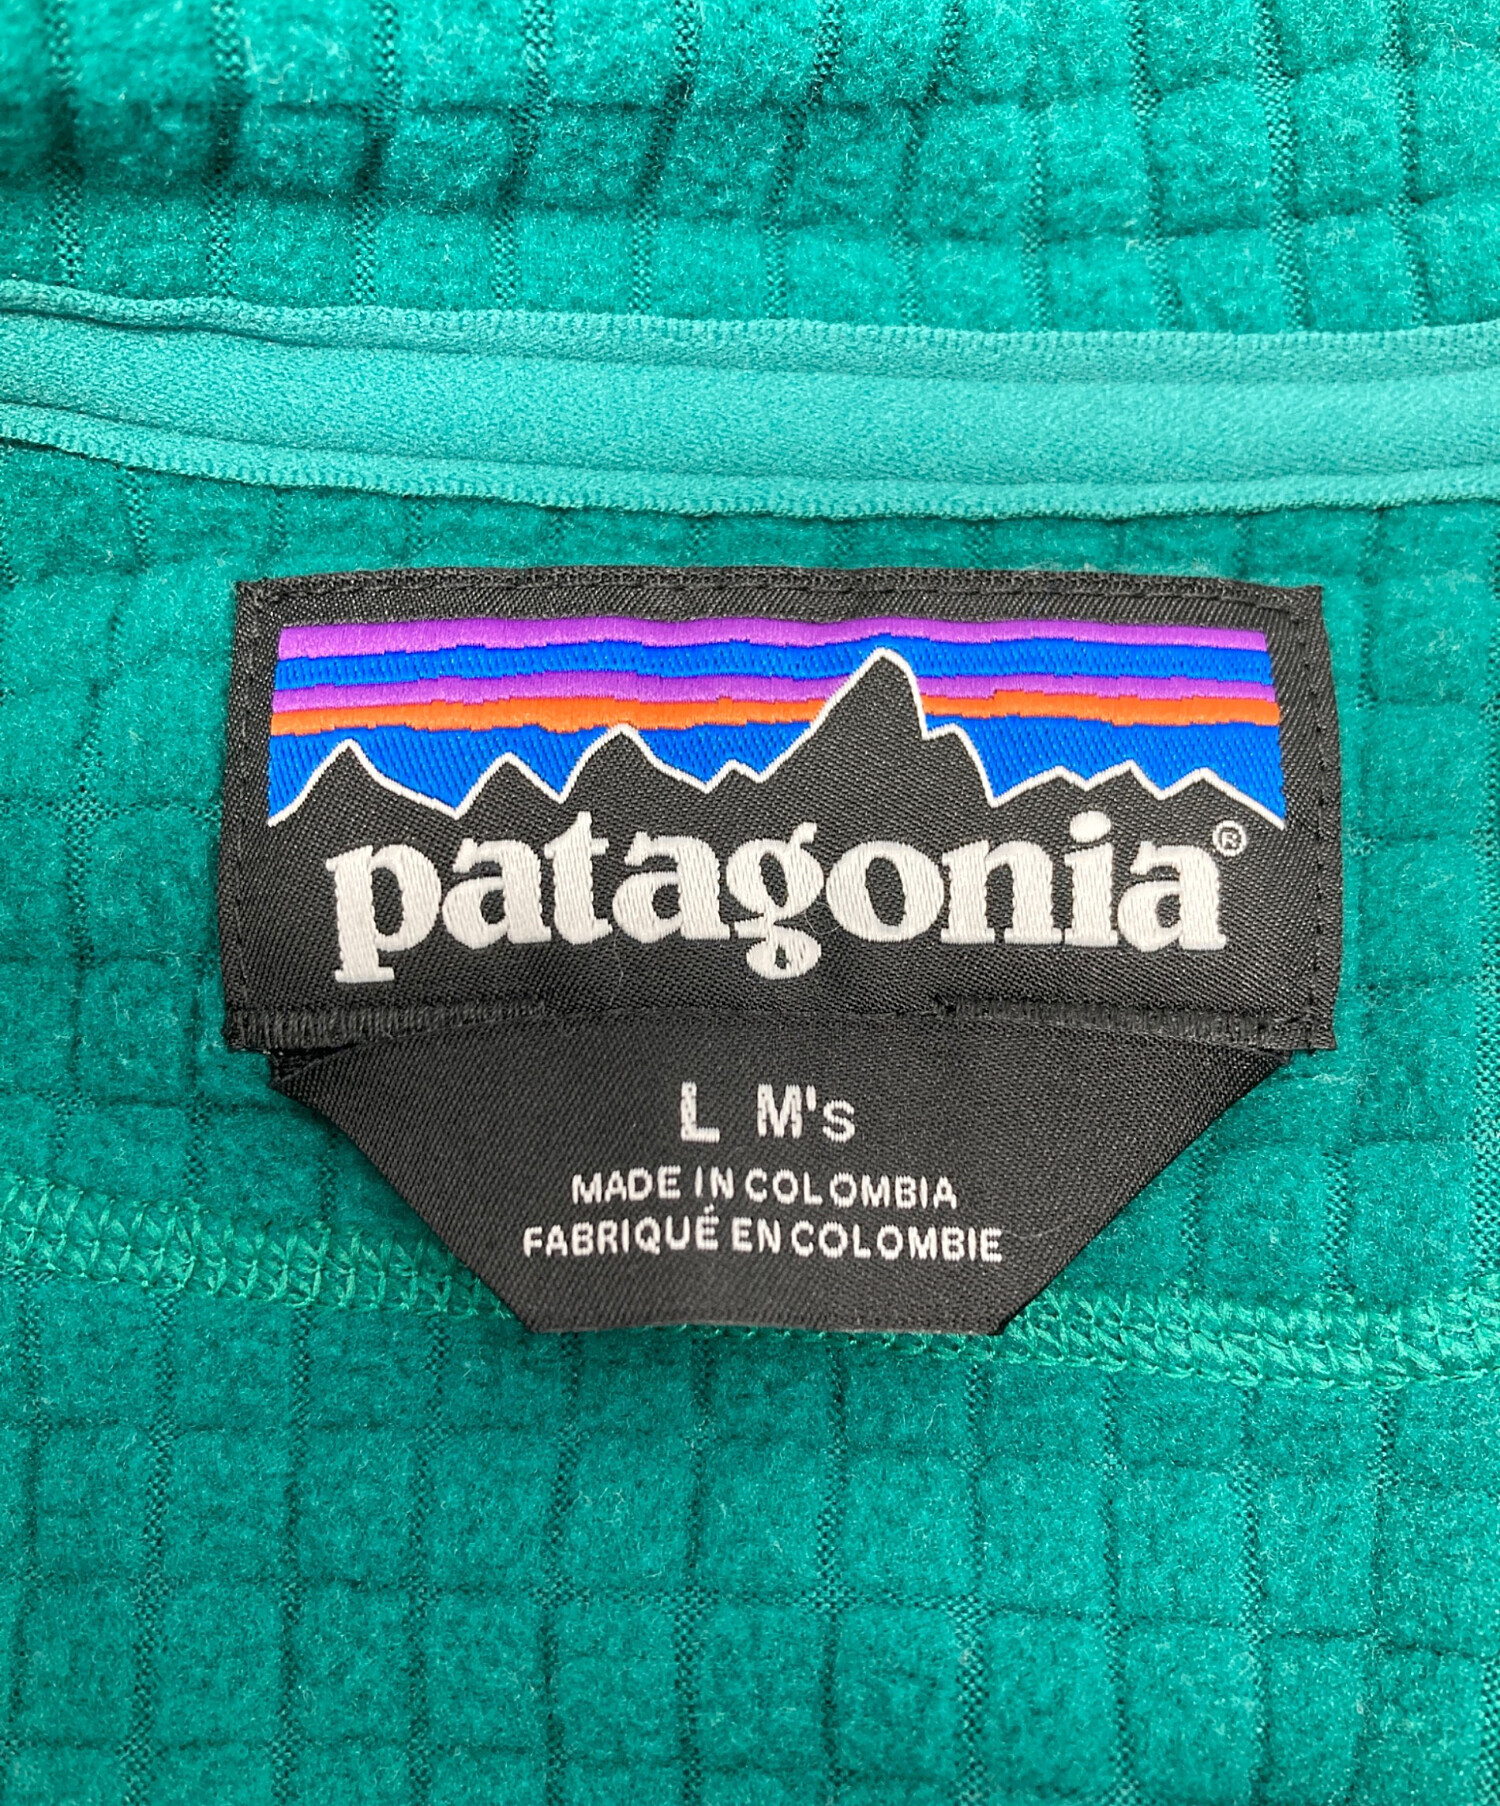 patagonia®
L M's
MADE IN COLOMBIA
FABRIQUÉ EN COLOMBIE